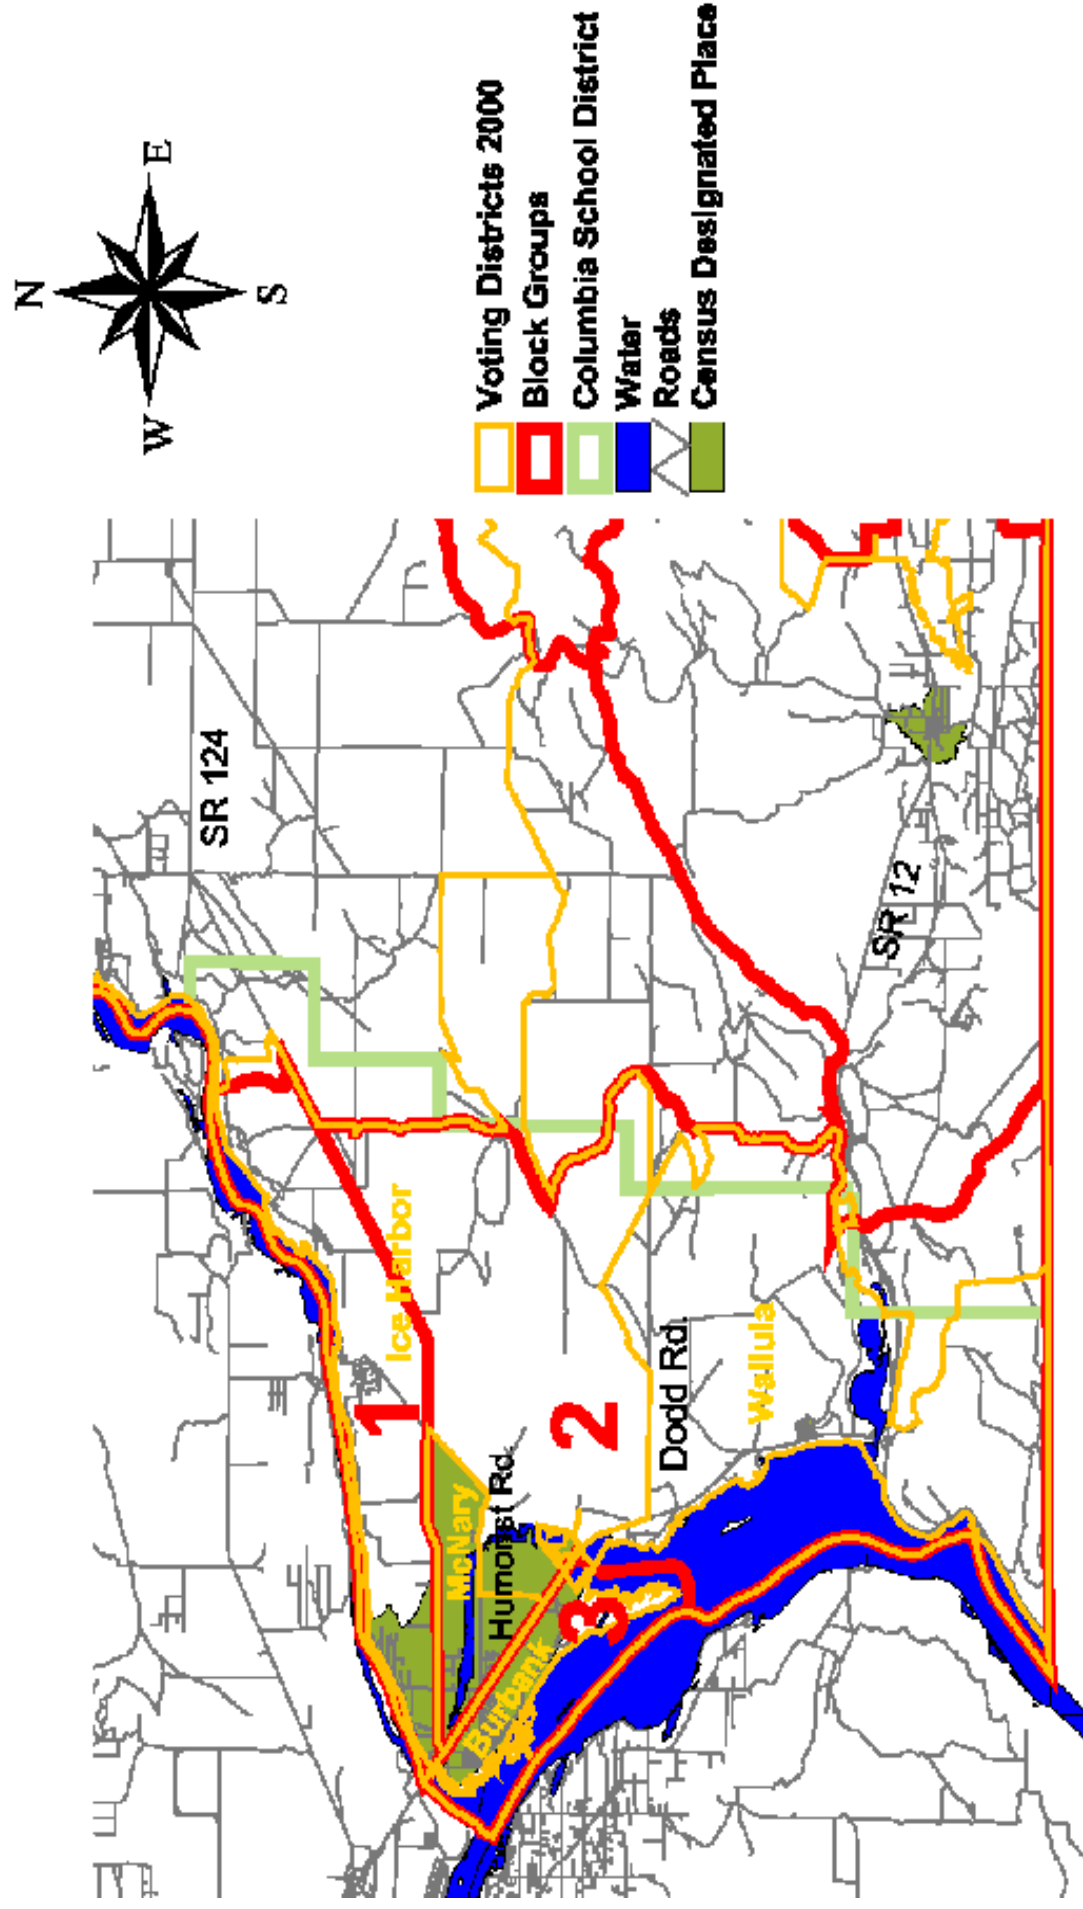 N
W
E
S
Voting Districts 2000
Block Groups
Columbia School District
Water
Roads
Census Designated Place
SR 124
SR 12
Ice Harbor
1
2
Dodd Rd.
Wallula
McNary
Humorist Rd.
3
Burbank